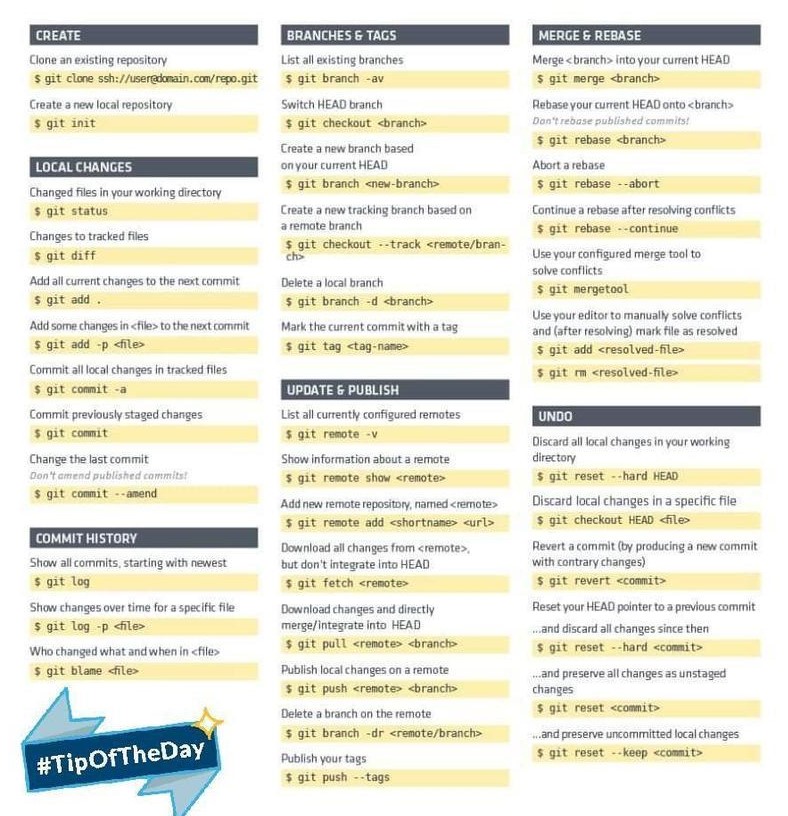 CREATE
Clone an existing repository
$ git clone ssh://user@domain.com/repo.git
Create a new local repository
$ git init
LOCAL CHANGES
Changed files in your working directory
$ git status
Changes to tracked files
$ git diff
Add all current changes to the next commit
$ git add .
Add some changes in <file> to the next commit
$ git add -p <file>
Commit all local changes in tracked files
$ git commit -a
Commit previously staged changes
$ git commit
Change the last commit
Don't amend published commits!
$ git commit --amend
COMMIT HISTORY
Show all commits, starting with newest
$ git log
Show changes over time for a specific file
$ git log -p <file>
Who changed what and when in <file>
$ git blame <file>
#TipOfTheDay
BRANCHES & TAGS
List all existing branches
$ git branch -av
Switch HEAD branch
$ git checkout <branch>
Create a new branch based
on your current HEAD
$ git branch <new-branch>
Create a new tracking branch based on
a remote branch
$ git checkout --track <remote/bran-
ch>
Delete a local branch
$ git branch -d <branch>
Mark the current commit with a tag
$ git tag <tag-name>
UPDATE & PUBLISH
List all currently configured remotes
$ git remote -v
Show information about a remote
$ git remote show <remote>
Add new remote repository, named <remote>
$ git remote add <shortname> <url>
Download all changes from <remote>,
but don't integrate into HEAD
$ git fetch <remote>
Download changes and directly
merge/integrate into HEAD
$ git pull <remote> <branch>
Publish local changes on a remote
$ git push <remote> <branch>
Delete a branch on the remote
$ git branch -dr <remote/branch>
Publish your tags
$ git push --tags
MERGE & REBASE
Merge <branch> into your current HEAD
$ git merge <branch>
Rebase your current HEAD onto <branch>
Don't rebase published commits!
$ git rebase <branch>
Abort a rebase
$ git rebase --abort
Continue a rebase after resolving conflicts
$ git rebase --continue
Use your configured merge tool to
solve conflicts
$ git mergetool
Use your editor to manually solve conflicts
and (after resolving) mark file as resolved
$ git add <resolved-file>
$ git rm <resolved-file>
UNDO
Discard all local changes in your working
directory
$ git reset --hard HEAD
Discard local changes in a specific file
$ git checkout HEAD <file>
Revert a commit (by producing a new commit
with contrary changes)
$ git revert <commit>
Reset your HEAD pointer to a previous commit
...and discard all changes since then
$ git reset --hard <commit>
...and preserve all changes as unstaged
changes
$ git reset <commit>
...and preserve uncommitted local changes
$ git reset --keep <commit>